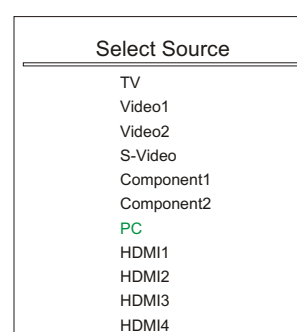 Select Source
TV
Video1
Video2
S-Video
Component1
Component2
PC
HDMI1
HDMI2
HDMI3
HDMI4